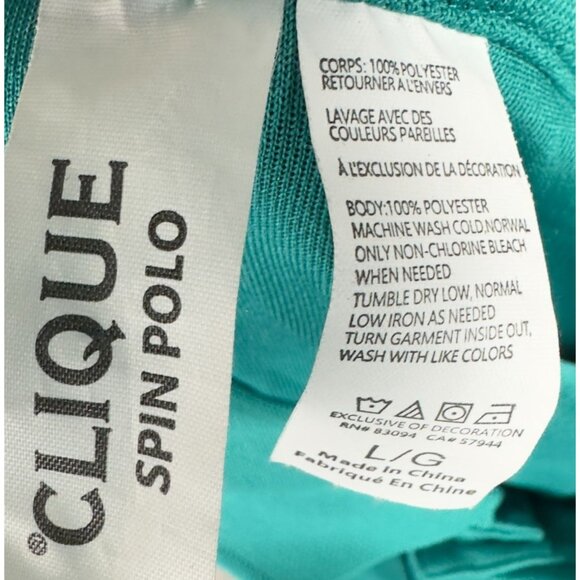 ®CLIQUE
SPIN POLO
CORPS: 100% POLYESTER
RETOURNER A L'ENVERS
LAVAGE AVEC DES
COULEURS PAREILLES
À L'EXCLUSION DE LA DÉCORATION
BODY:100% POLYESTER
MACHINE WASH COLD,NORMAL
ONLY NON-CHLORINE BLEACH
WHEN NEEDED
TUMBLE DRY LOW, NORMAL
LOW IRON AS NEEDED
TURN GARMENT INSIDE OUT,
WASH WITH LIKE COLORS
EXCLUSIVE OF DECORATION
RN# 83094 CA# 57944
L/G
Made In China
Fabriqué En Chine